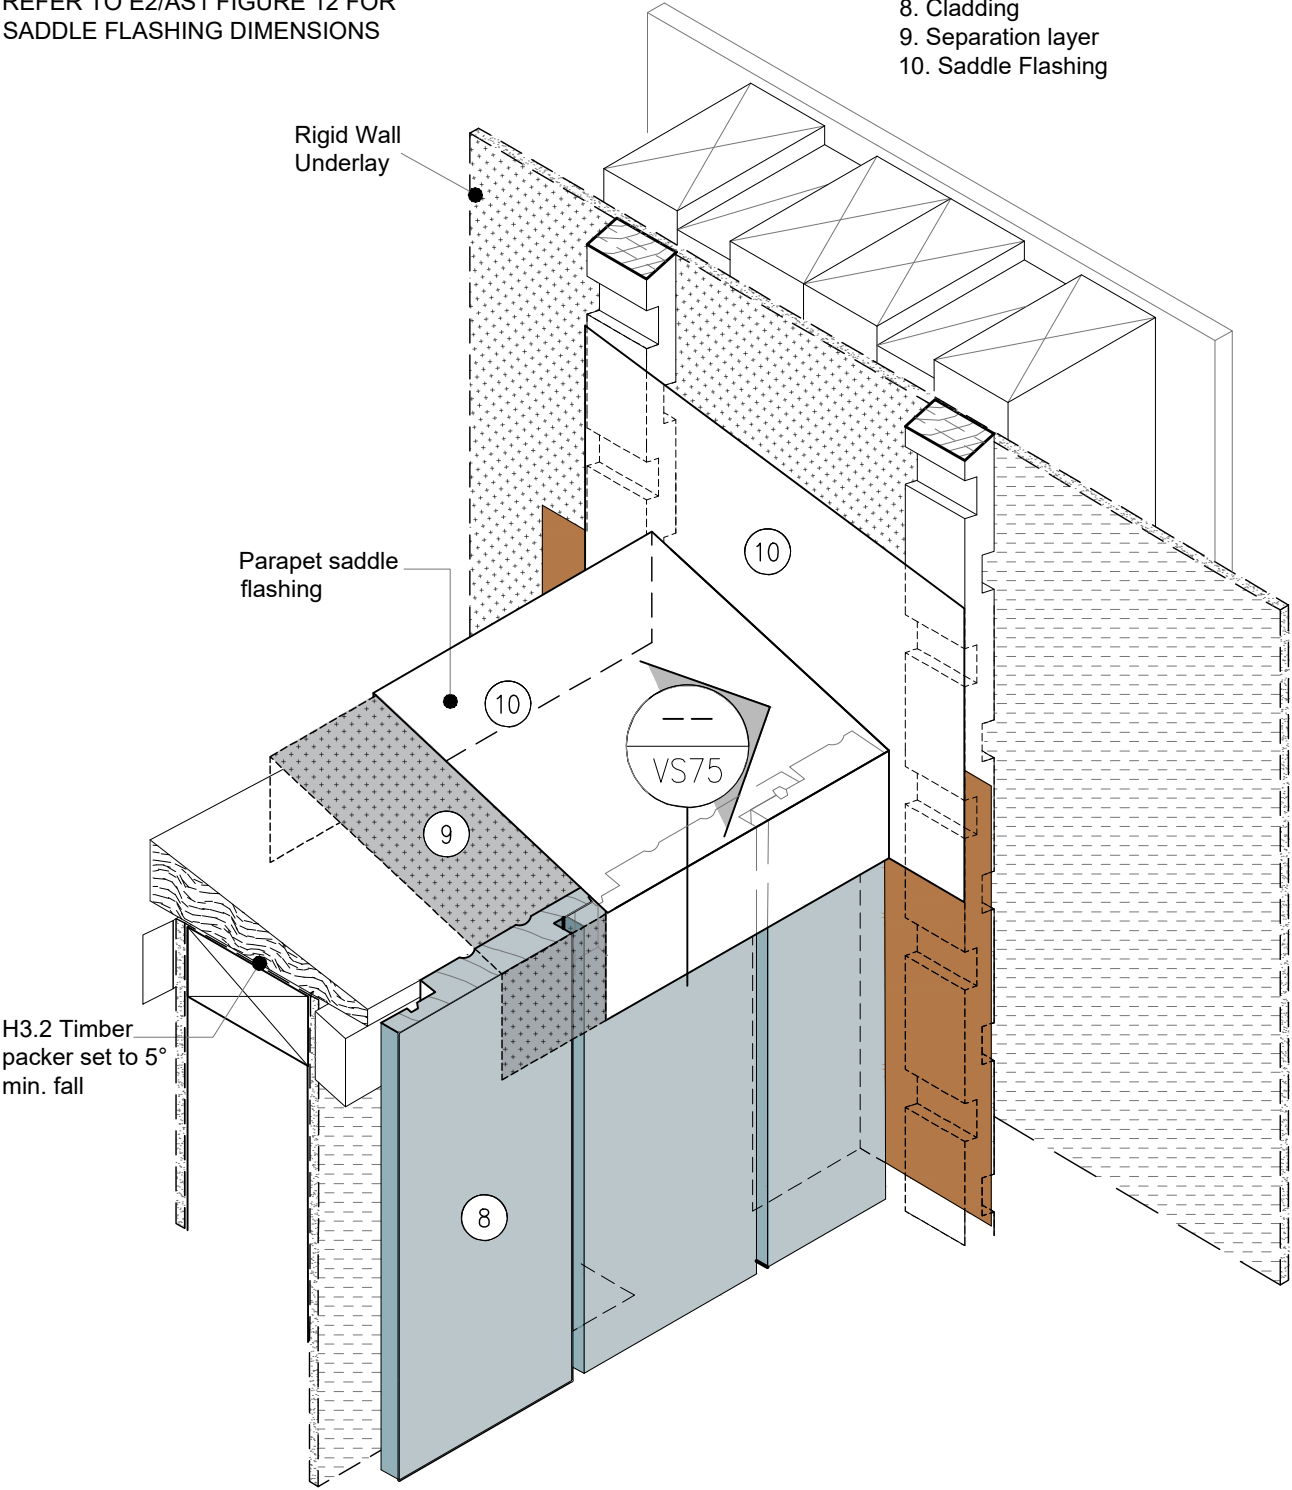 REFER TO E2/AS1 FIGURE 12 FOR
SADDLE FLASHING DIMENSIONS
8. Cladding
9. Separation layer
10. Saddle Flashing
Rigid Wall
Underlay
10
Parapet saddle
flashing
10
VS75
9
H3.2 Timber
packer set to 5°
min. fall
8